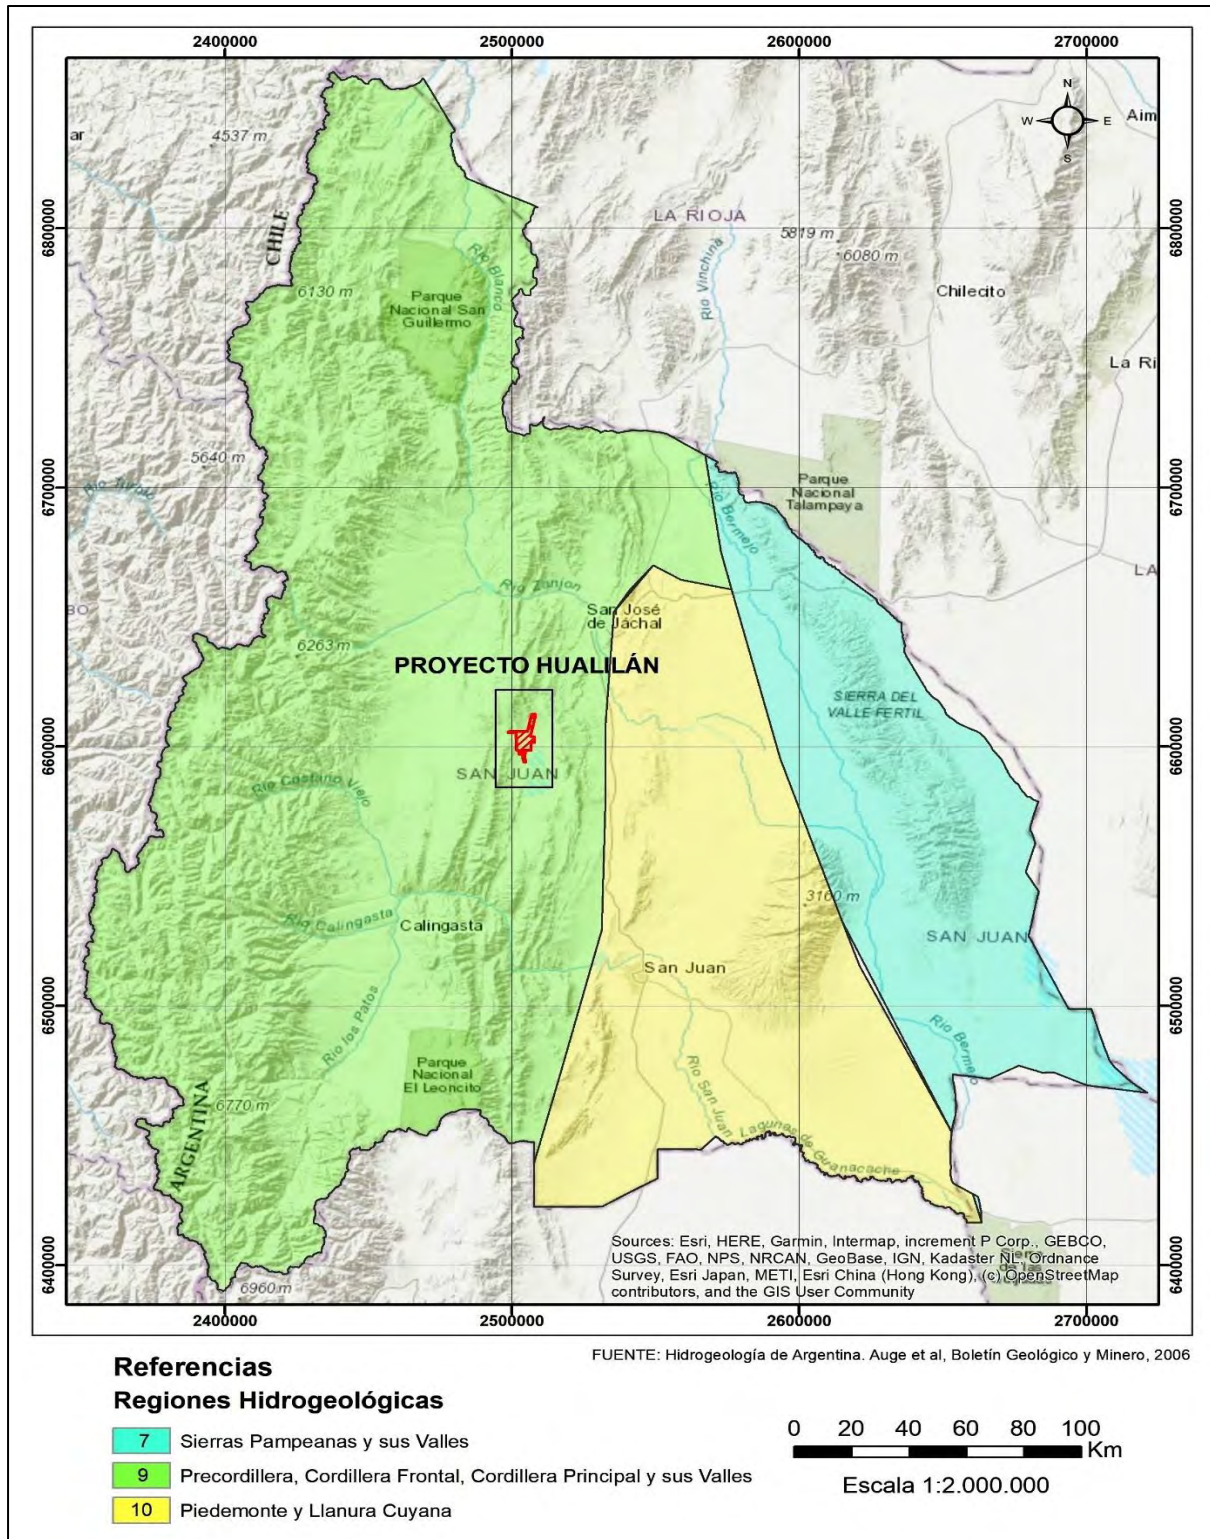 2400000
2500000
2600000
2700000
N
W
E
S
Aim
ar
4537 m
LA RIOJA
6800000
6800000
CHILE
5819 m
6080 m
Río Blanco
Río Vinchina
6130 m
Parque
Nacional San
Guillermo
Chilecito
La Ri
5640 m
6700000
6700000
Parque
Nacional
Talampaya
Río Bermejo
LA
Río Zanjon
San José
de Jáchal
BO
6263 m
PROYECTO HUALILÁN
SIERRA DEL
VALLE FERTIL
6600000
6600000
SAN JUAN
Río Castaño Viejo
3160 m
Río Calingasta
Calingasta
SAN JUAN
San Juan
6500000
6500000
Río los Patos
Río Bermejo
Parque
Nacional
El Leoncito
Río San Juan
6770 m
ARGENTINA
Lagunas de Guanacache
Sources: Esri, HERE, Garmin, Intermap, increment P Corp., GEBCO,
USGS, FAO, NPS, NRCAN, GeoBase, IGN, Kadaster NL, Ordnance
Survey, Esri Japan, METI, Esri China (Hong Kong), (c) OpenStreetMap
contributors, and the GIS User Community
Sierra
de las
6400000
6400000
6960 m
2400000
2500000
2600000
2700000
FUENTE: Hidrogeología de Argentina. Auge et al, Boletín Geológico y Minero, 2006
Referencias
Regiones Hidrogeológicas
7 Sierras Pampeanas y sus Valles
9 Precordillera, Cordillera Frontal, Cordillera Principal y sus Valles
10 Piedemonte y Llanura Cuyana
0 20 40 60 80 100
Km
Escala 1:2.000.000